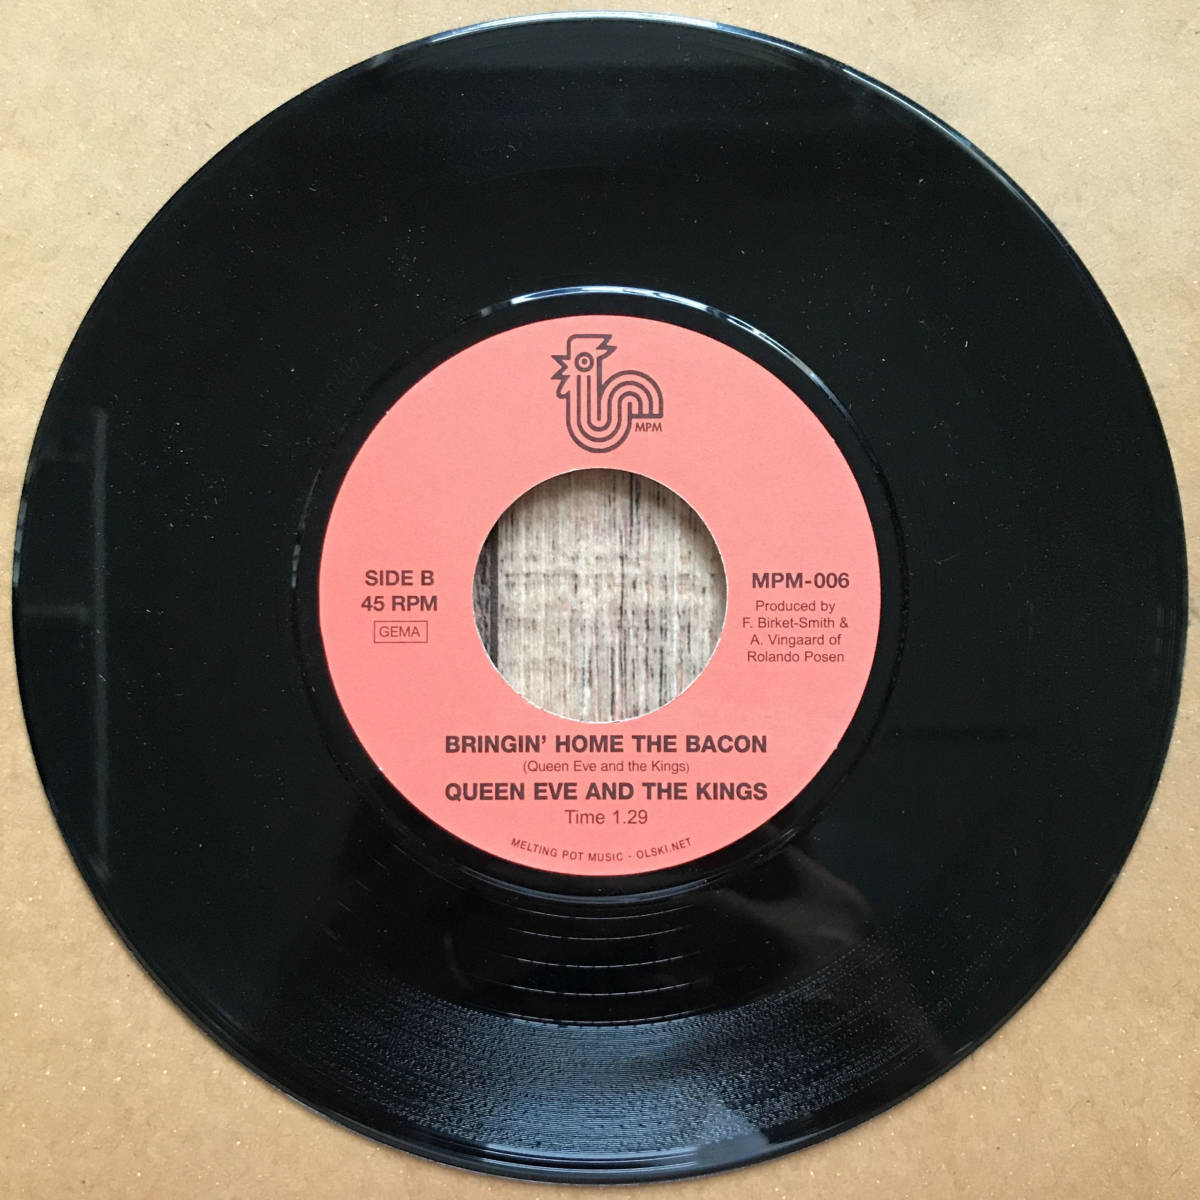 MPM
SIDE B
45 RPM
GEMA
MPM-006
Produced by
F. Birket-Smith &
A. Vingaard of
Rolando Posen
BRINGIN' HOME THE BACON
(Queen Eve and the Kings)
QUEEN EVE AND THE KINGS
Time 1.29
MELTING POT MUSIC - OLSKI.NET